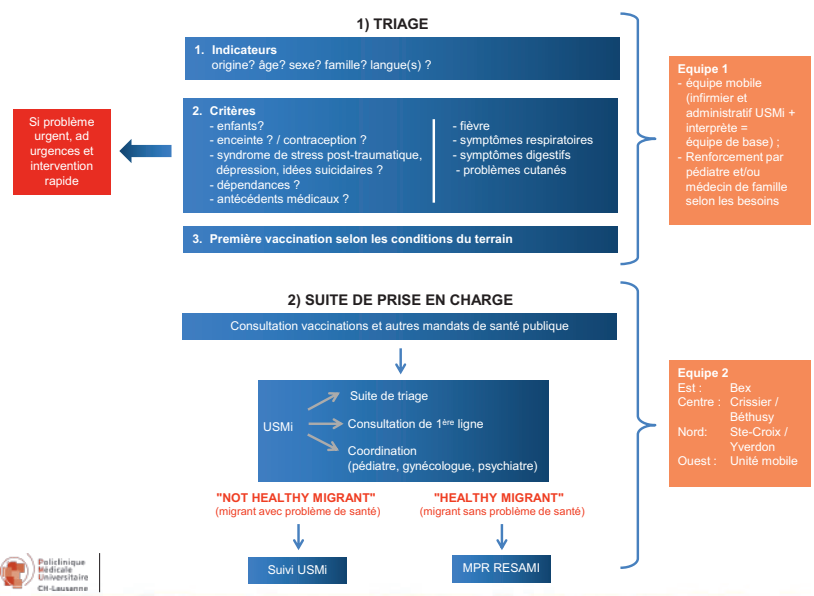 1) TRIAGE
1. Indicateurs
origine? âge? sexe? famille? langue(s) ?
Si problème
urgent, ad
urgences et
intervention
rapide
2. Critères
- enfants?
- enceinte ? / contraception ?
- syndrome de stress post-traumatique,
dépression, idées suicidaires ?
- dépendances ?
- antécédents médicaux ?
- fièvre
- symptômes respiratoires
- symptômes digestifs
- problèmes cutanés
3. Première vaccination selon les conditions du terrain
Equipe 1
- équipe mobile
(infirmier et
administratif USMi +
interprète =
équipe de base) ;
- Renforcement par
pédiatre et/ou
médecin de famille
selon les besoins
2) SUITE DE PRISE EN CHARGE
Consultation vaccinations et autres mandats de santé publique
USMi
Suite de triage
Consultation de 1ère ligne
Coordination
(pédiatre, gynécologue, psychiatre)
Equipe 2
Est : Bex
Centre : Crissier /
Béthusy
Nord: Ste-Croix /
Yverdon
Ouest : Unité mobile
"NOT HEALTHY MIGRANT"
(migrant avec problème de santé)
"HEALTHY MIGRANT"
(migrant sans problème de santé)
Suivi USMi
MPR RESAMI
Policlinique
Médicale
Universitaire
CH-Lausanne